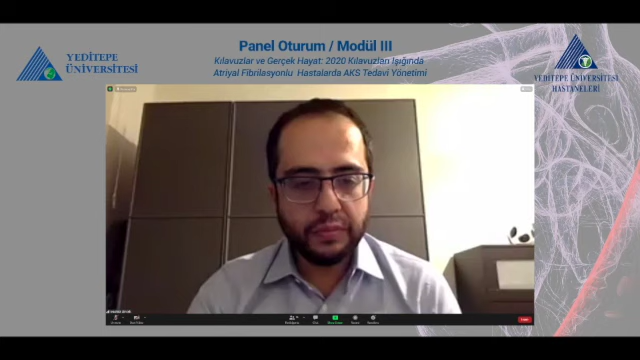 YEDİTEPE
ÜNİVERSİTESİ
Panel Oturum / Modül III
Kılavuzlar ve Gerçek Hayat: 2020 Kılavuzları Işığında
Atriyal Fibrilasyonlu Hastalarda AKS Tedavi Yönetimi
YEDİTEPE ÜNİVERSİTESİ
HASTANELERİ